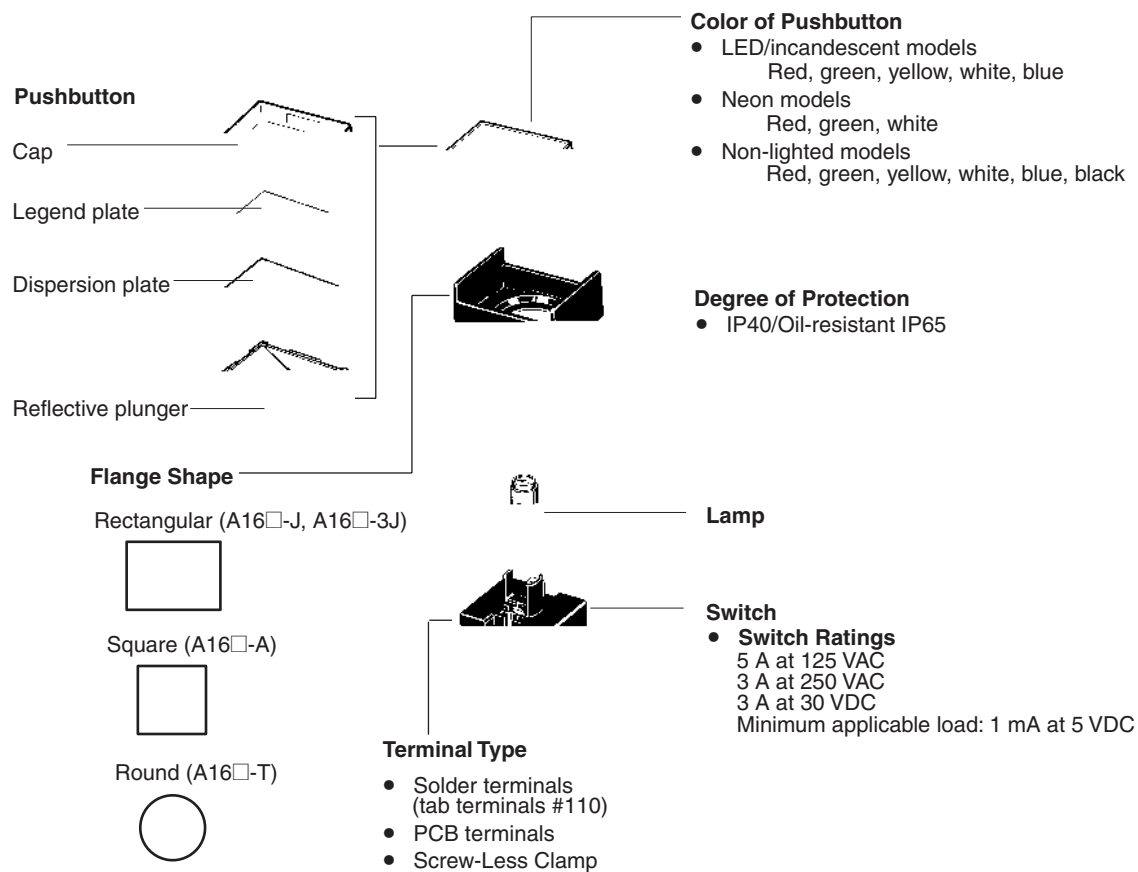 Color of Pushbutton
● LED/incandescent models
Red, green, yellow, white, blue
● Neon models
Red, green, white
● Non-lighted models
Red, green, yellow, white, blue, black
Pushbutton
Cap
Legend plate
Dispersion plate
Reflective plunger
Degree of Protection
● IP40/Oil-resistant IP65
Flange Shape
Rectangular (A16□-J, A16□-3J)
Square (A16□-A)
Round (A16□-T)
Lamp
Switch
● Switch Ratings
5 A at 125 VAC
3 A at 250 VAC
3 A at 30 VDC
Minimum applicable load: 1 mA at 5 VDC
Terminal Type
● Solder terminals
(tab terminals #110)
● PCB terminals
● Screw-Less Clamp